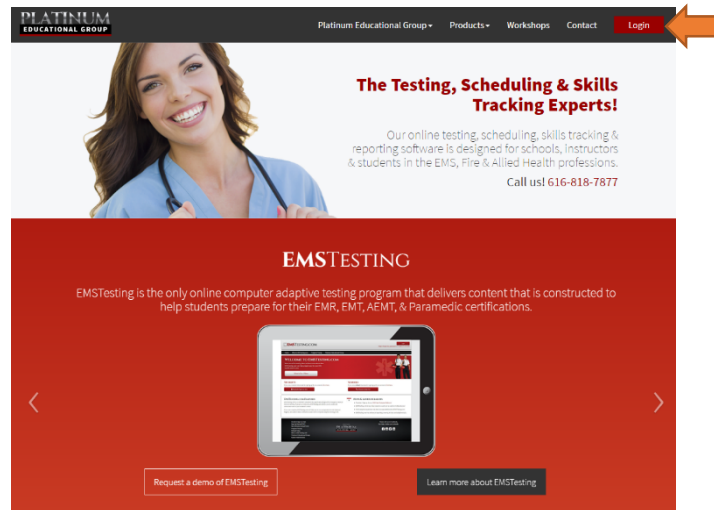 PLATINUM
EDUCATIONAL GROUP
Platinum Educational Group Products Workshops Contact Login
The Testing, Scheduling & Skills
Tracking Experts!
Our online testing, scheduling, skills tracking &
reporting software is designed for schools, instructors
& students in the EMS, Fire & Allied Health professions.
Call us! 616-818-7877
EMSTESTING
EMSTesting is the only online computer adaptive testing program that delivers content that is constructed to
help students prepare for their EMR, EMT, AEMT, & Paramedic certifications.
Request a demo of EMSTesting
Learn more about EMSTesting